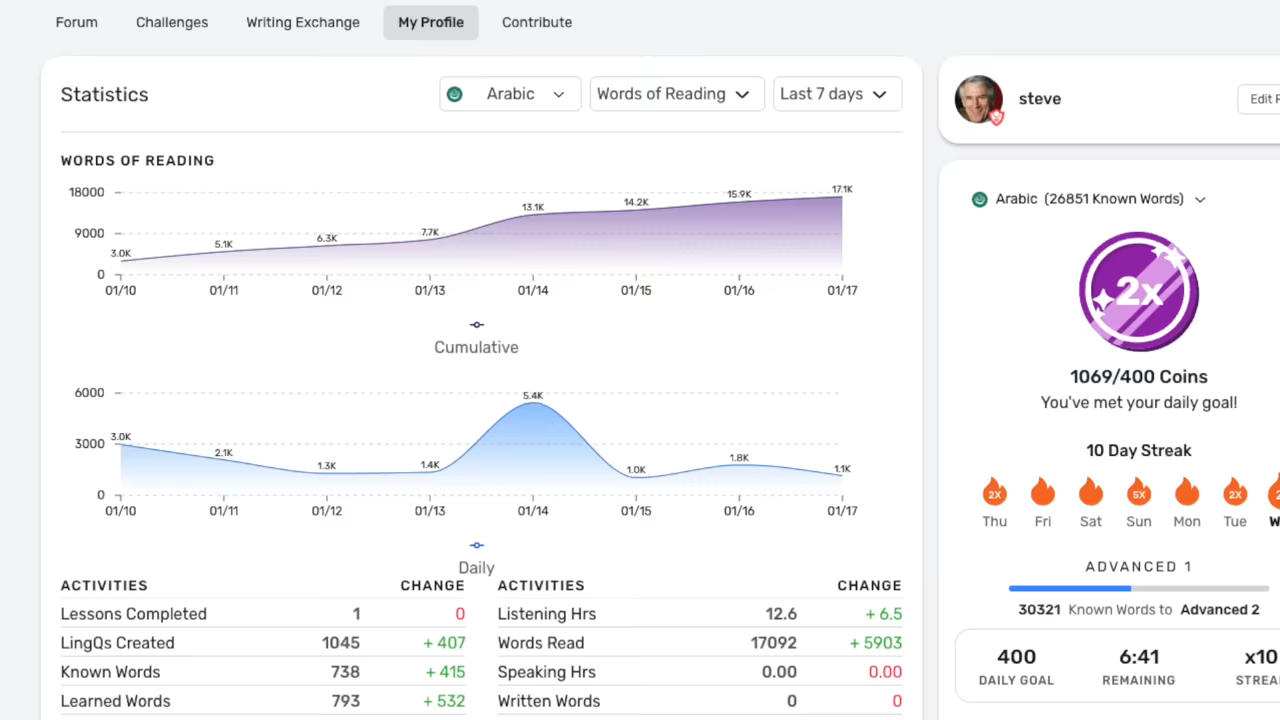 Forum Challenges Writing Exchange My Profile Contribute
Statistics Arabic Words of Reading Last 7 days
WORDS OF READING
18000
9000
0
3.0K 5.1K 6.3K 7.7K 13.1K 14.2K 15.9K 17.1K
01/10 01/11 01/12 01/13 01/14 01/15 01/16 01/17
Cumulative
6000
3000
0
3.0K 2.1K 1.3K 1.4K 5.4K 1.0K 1.8K 1.1K
01/10 01/11 01/12 01/13 01/14 01/15 01/16 01/17
Daily
ACTIVITIES CHANGE
Lessons Completed 1 0
LingQs Created 1045 + 407
Known Words 738 + 415
Learned Words 793 + 532
ACTIVITIES CHANGE
Listening Hrs 12.6 + 6.5
Words Read 17092 + 5903
Speaking Hrs 0.00 0.00
Written Words 0 0
steve Edit
Arabic (26851 Known Words)
2x
1069/400 Coins
You've met your daily goal!
10 Day Streak
2X 5X 2X
Thu Fri Sat Sun Mon Tue
ADVANCED 1
30321 Known Words to Advanced 2
400 6:41 x10
DAILY GOAL REMAINING